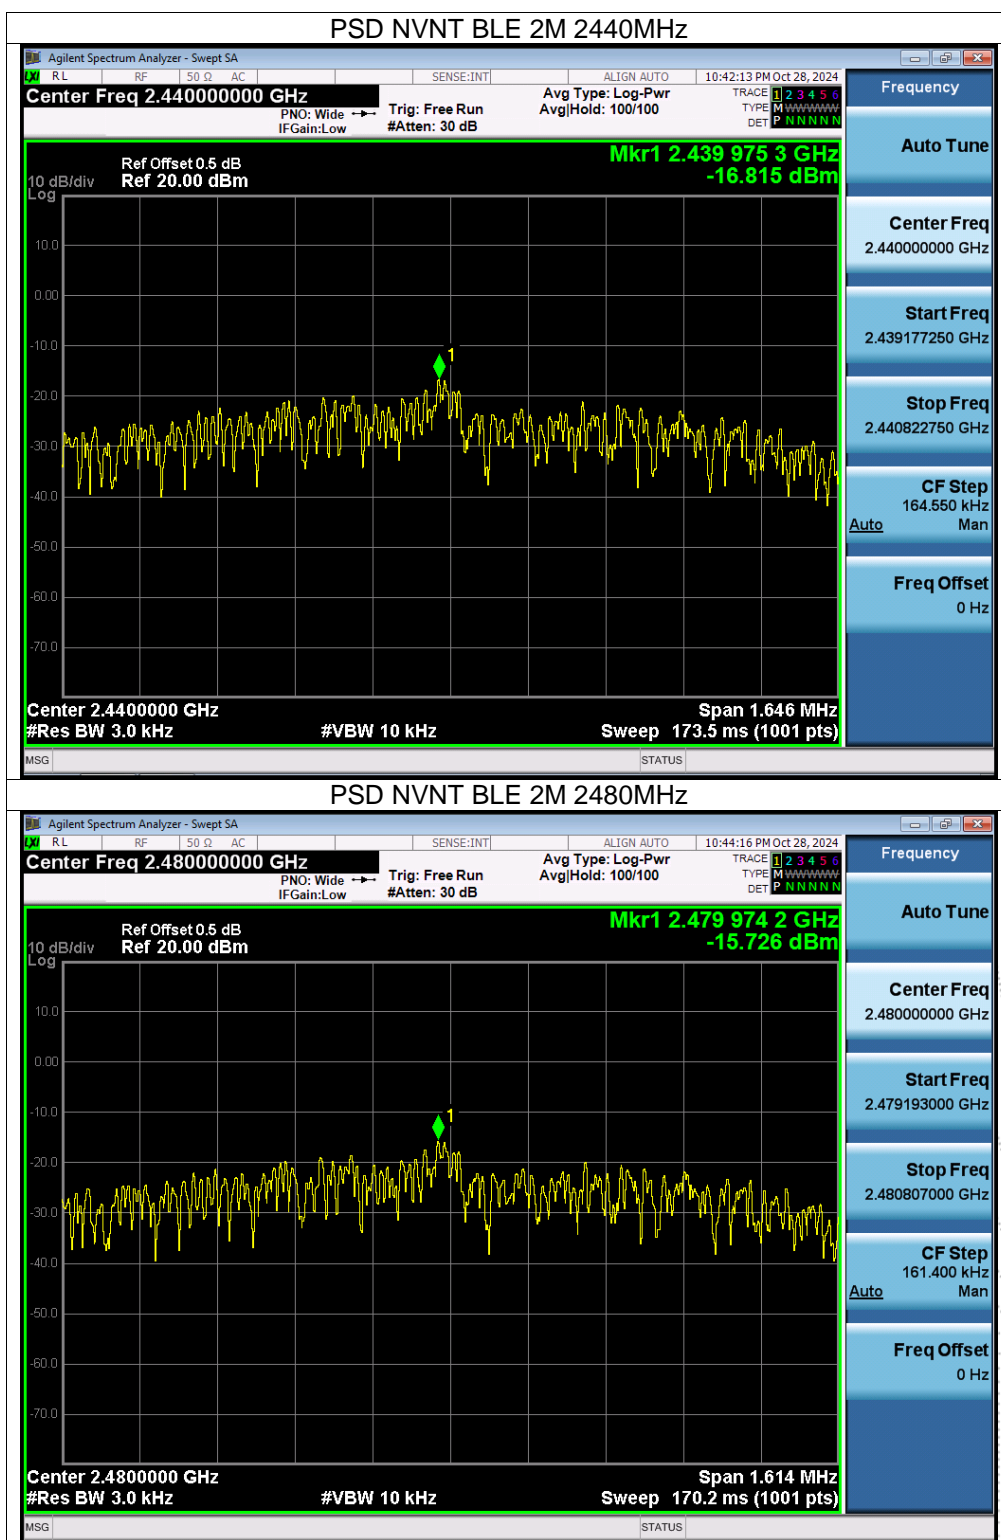 PSD NVNT BLE 2M 2440MHz
Agilent Spectrum Analyzer - Swept SA
LXI RL RF 50 Ω AC SENSE:INT ALIGN AUTO 10:42:13 PM Oct 28, 2024
Center Freq 2.440000000 GHz
PNO: Wide
IFGain:Low
Trig: Free Run
#Atten: 30 dB
Avg Type: Log-Pwr
Avg|Hold: 100/100
TRACE 1 2 3 4 5 6
TYPE M WWWWW
DET P N N N N N
Mkr1 2.439 975 3 GHz
-16.815 dBm
Ref Offset 0.5 dB
10 dB/div Ref 20.00 dBm
Log
10.0
0.00
-10.0
-20.0
-30.0
-40.0
-50.0
-60.0
-70.0
1
Center 2.4400000 GHz Span 1.646 MHz
#Res BW 3.0 kHz #VBW 10 kHz Sweep 173.5 ms (1001 pts)
MSG STATUS
Frequency
Auto Tune
Center Freq
2.440000000 GHz
Start Freq
2.439177250 GHz
Stop Freq
2.440822750 GHz
CF Step
164.550 kHz
Auto Man
Freq Offset
0 Hz
PSD NVNT BLE 2M 2480MHz
Agilent Spectrum Analyzer - Swept SA
LXI RL RF 50 Ω AC SENSE:INT ALIGN AUTO 10:44:16 PM Oct 28, 2024
Center Freq 2.480000000 GHz
PNO: Wide
IFGain:Low
Trig: Free Run
#Atten: 30 dB
Avg Type: Log-Pwr
Avg|Hold: 100/100
TRACE 1 2 3 4 5 6
TYPE M WWWWW
DET P N N N N N
Mkr1 2.479 974 2 GHz
-15.726 dBm
Ref Offset 0.5 dB
10 dB/div Ref 20.00 dBm
Log
10.0
0.00
-10.0
-20.0
-30.0
-40.0
-50.0
-60.0
-70.0
1
Center 2.4800000 GHz Span 1.614 MHz
#Res BW 3.0 kHz #VBW 10 kHz Sweep 170.2 ms (1001 pts)
MSG STATUS
Frequency
Auto Tune
Center Freq
2.480000000 GHz
Start Freq
2.479193000 GHz
Stop Freq
2.480807000 GHz
CF Step
161.400 kHz
Auto Man
Freq Offset
0 Hz